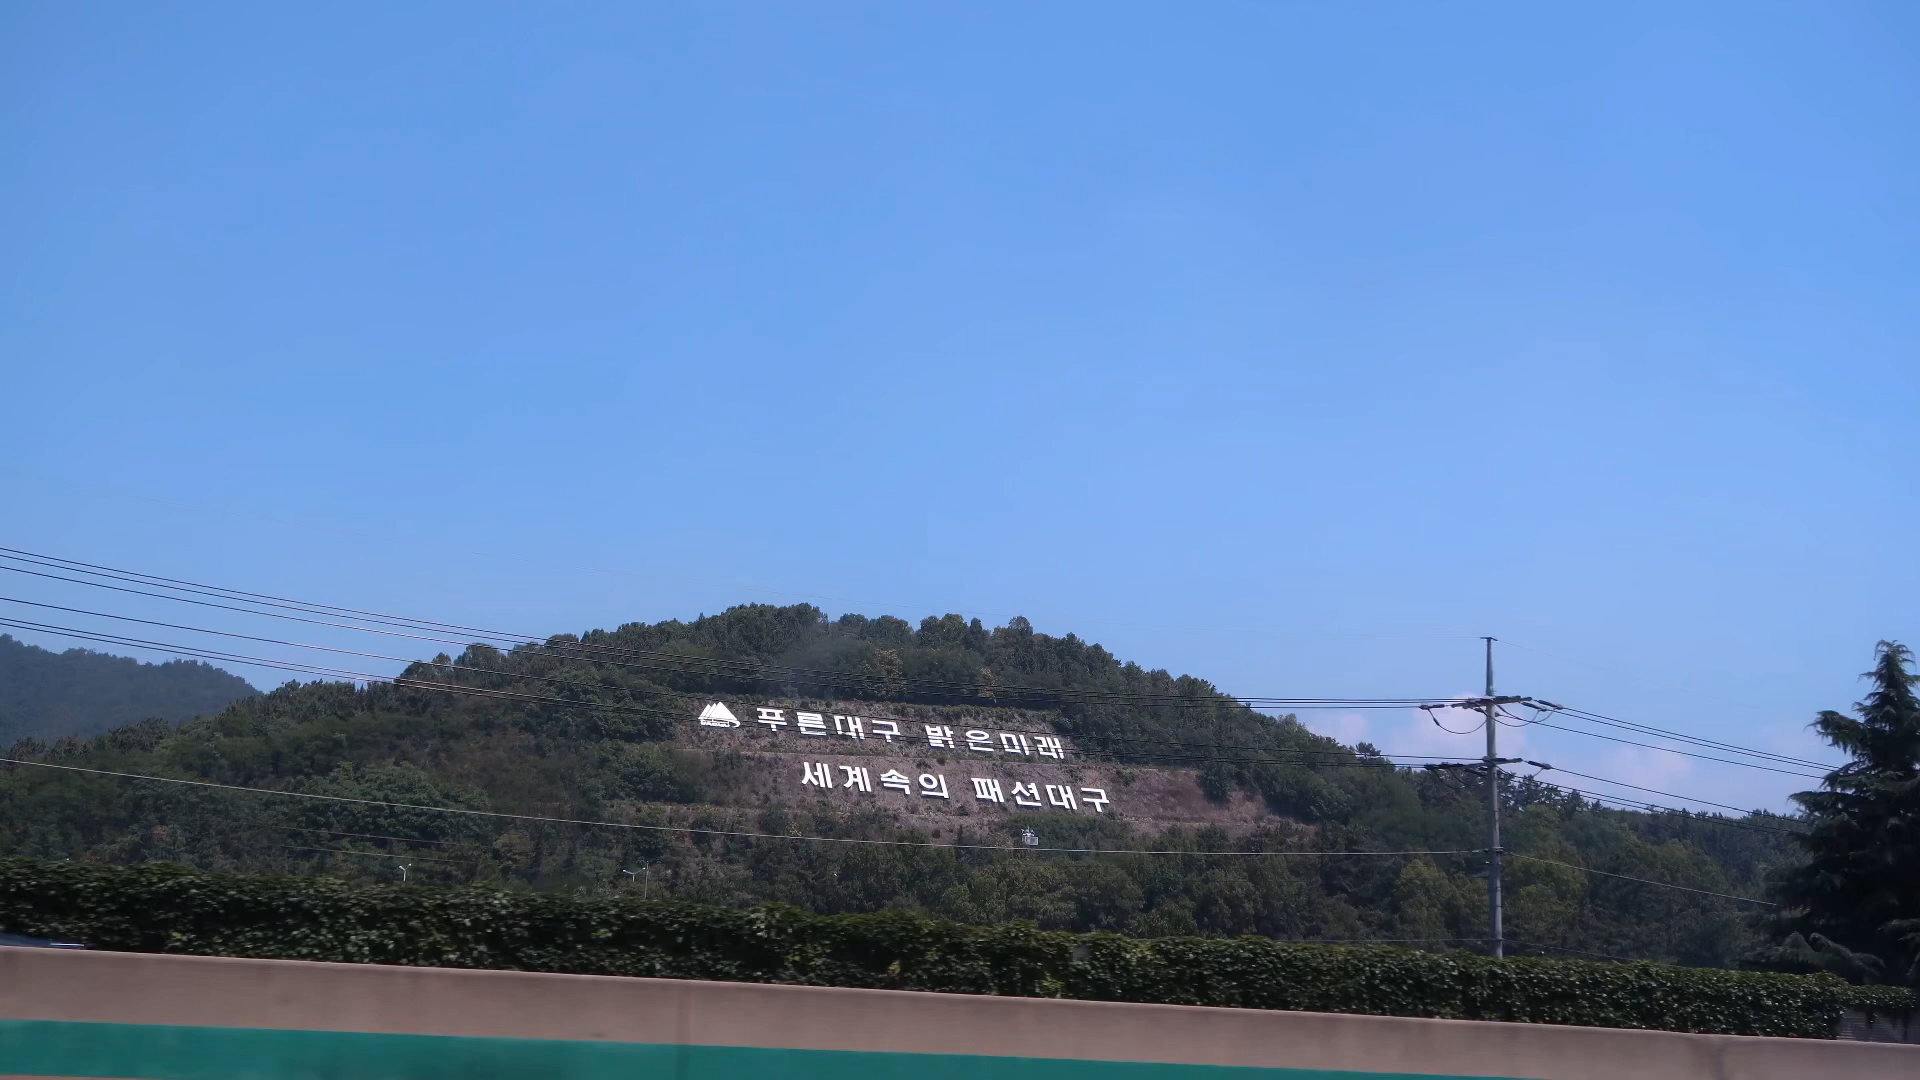 푸른대구 밝은미래
세계속의 패션대구